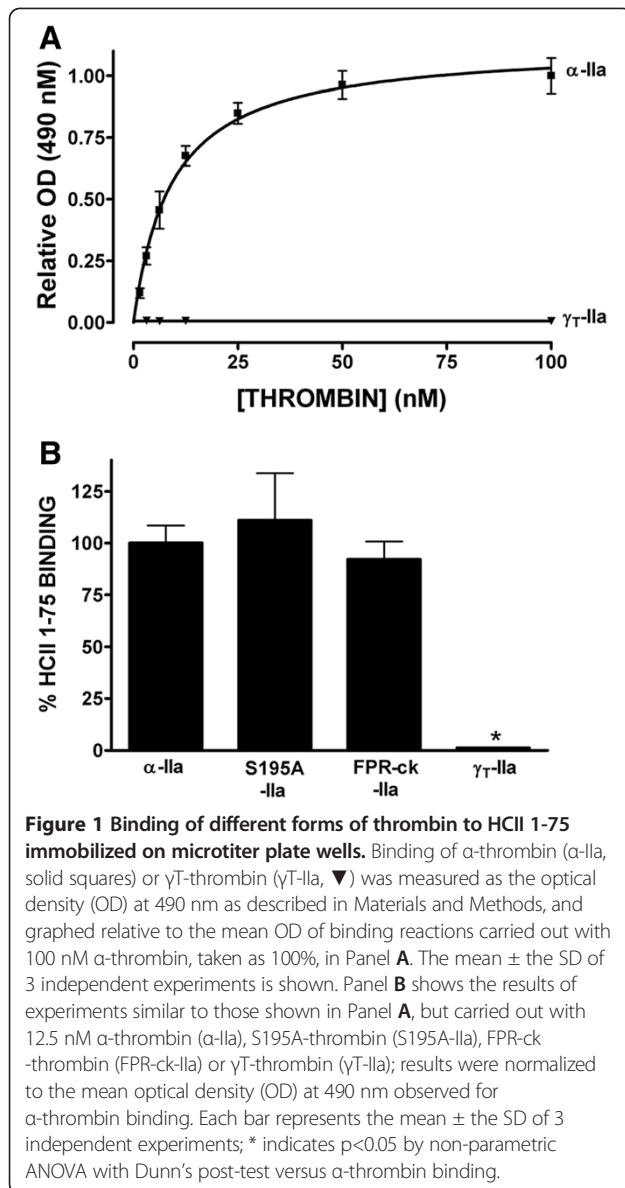 A
1.00
0.75
0.50
0.25
0.00
Relative OD (490 nM)
α-IIa
γT-IIa
0 25 50 75 100
[THROMBIN] (nM)
B
125
100
75
50
25
0
% HCII 1-75 BINDING
*
α-IIa S195A-IIa FPR-ck-IIa γT-IIa
Figure 1 Binding of different forms of thrombin to HCII 1-75
immobilized on microtiter plate wells. Binding of α-thrombin (α-IIa,
solid squares) or γT-thrombin (γT-IIa, ▼) was measured as the optical
density (OD) at 490 nm as described in Materials and Methods, and
graphed relative to the mean OD of binding reactions carried out with
100 nM α-thrombin, taken as 100%, in Panel A. The mean ± the SD of
3 independent experiments is shown. Panel B shows the results of
experiments similar to those shown in Panel A, but carried out with
12.5 nM α-thrombin (α-IIa), S195A-thrombin (S195A-IIa), FPR-ck
-thrombin (FPR-ck-IIa) or γT-thrombin (γT-IIa); results were normalized
to the mean optical density (OD) at 490 nm observed for
α-thrombin binding. Each bar represents the mean ± the SD of 3
independent experiments; * indicates p<0.05 by non-parametric
ANOVA with Dunn's post-test versus α-thrombin binding.